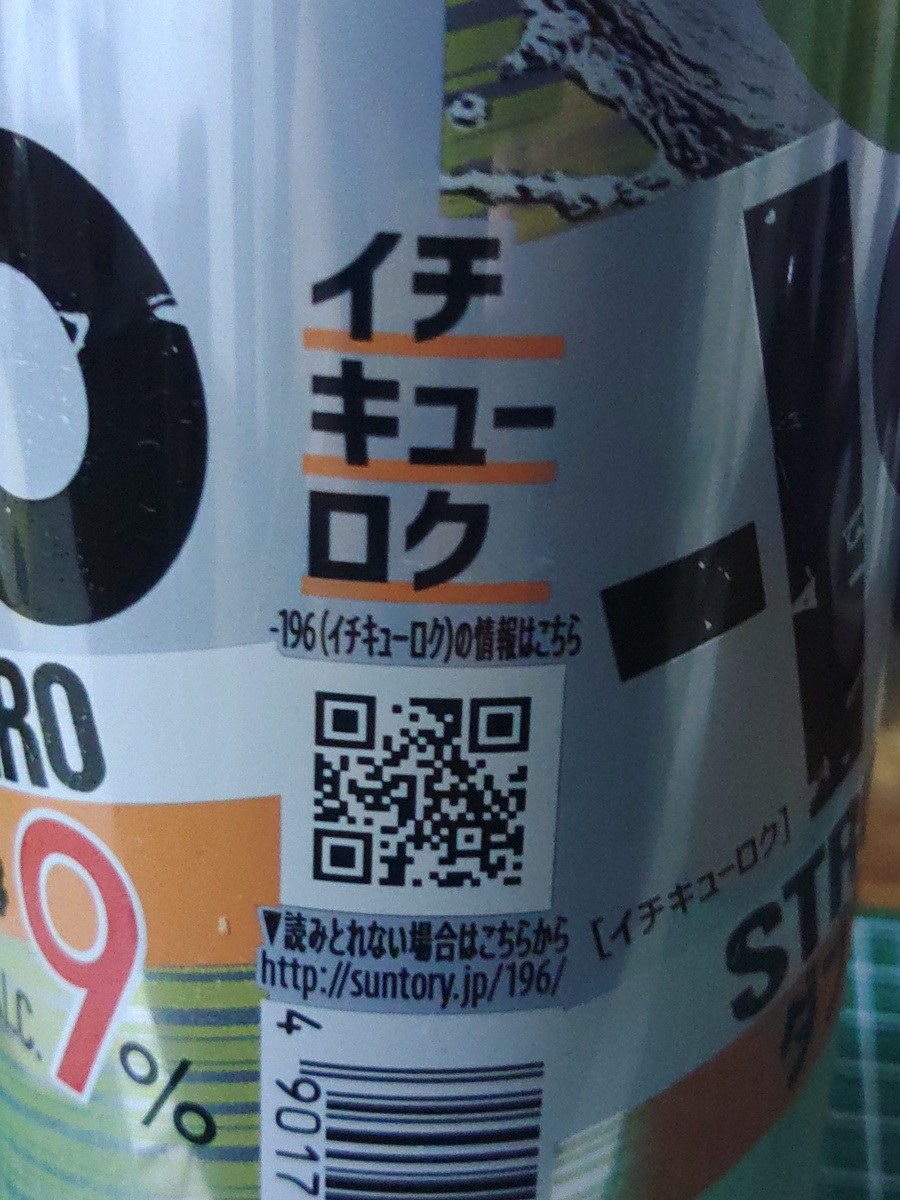 イチ
キュー
ロク
-196(イチキューロク)の情報はこちら
▼読みとれない場合はこちらから
http://suntory.jp/196/
4 9017
9%
[イチキューロク]